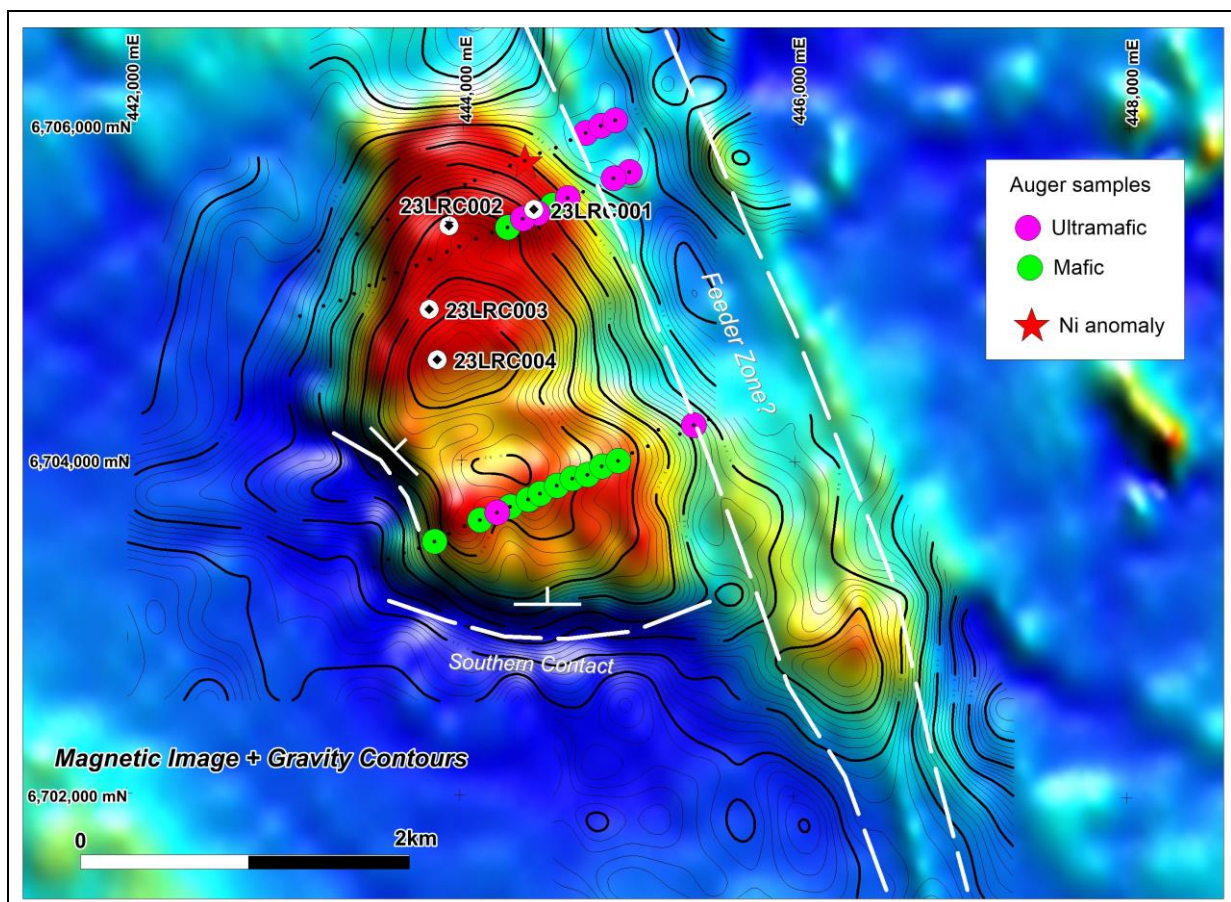 442,000 mE
444,000 mE
446,000 mE
448,000 mE
6,706,000 mN
Auger samples
Ultramafic
Mafic
Ni anomaly
23LRC002
23LRC001
23LRC003
23LRC004
Feeder Zone?
6,704,000 mN
Southern Contact
Magnetic Image + Gravity Contours
6,702,000 mN
0
2km